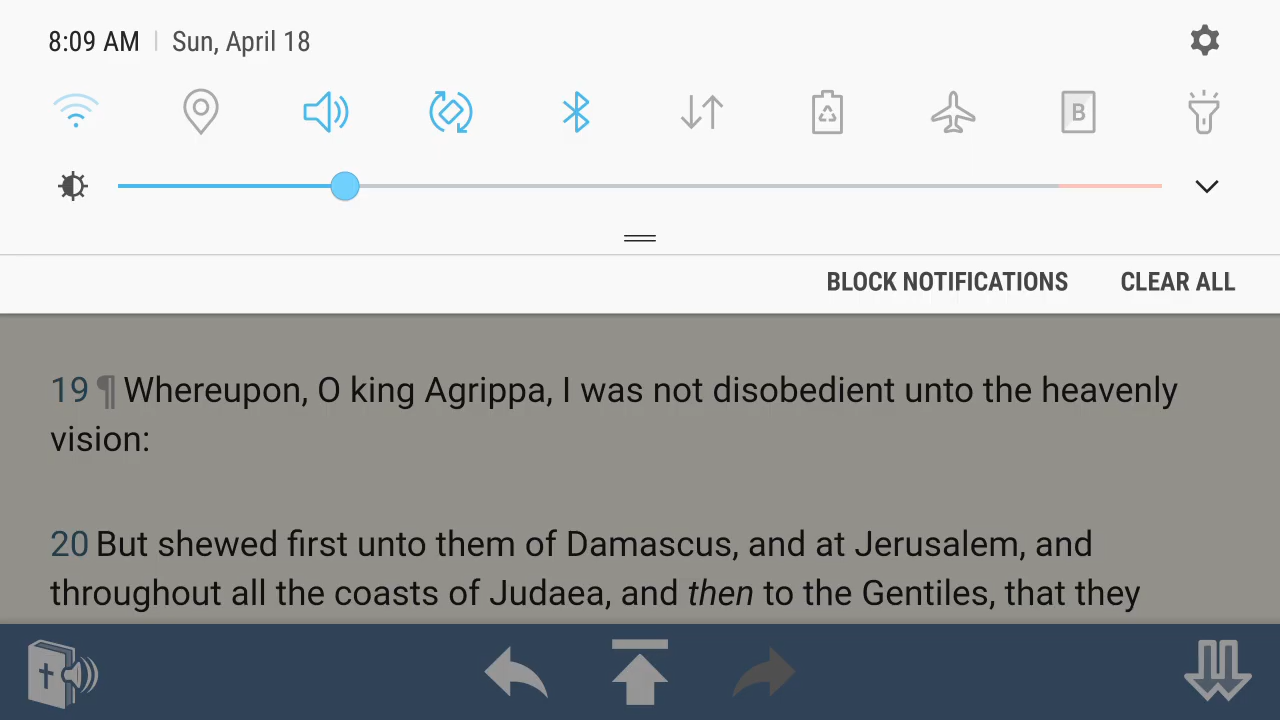 8:09 AM | Sun, April 18
B
BLOCK NOTIFICATIONS CLEAR ALL
19 ¶ Whereupon, O king Agrippa, I was not disobedient unto the heavenly
vision:
20 But shewed first unto them of Damascus, and at Jerusalem, and
throughout all the coasts of Judaea, and then to the Gentiles, that they